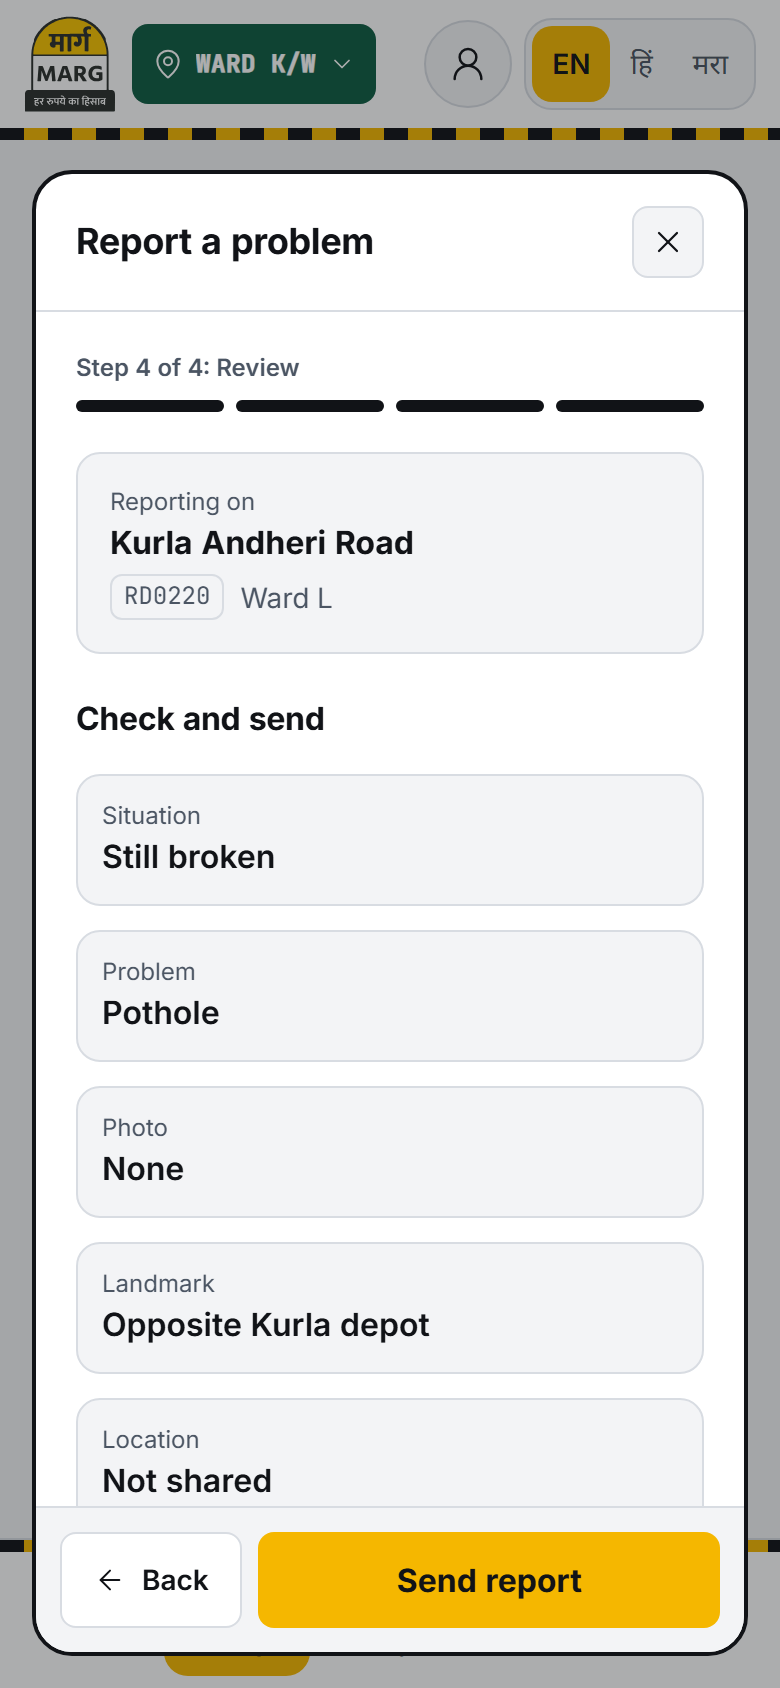 मार्ग
MARG
हर रुपये का हिसाब
WARD K/W
EN
हिं
मरा
Report a problem
Step 4 of 4: Review
Reporting on
Kurla Andheri Road
RD0220 Ward L
Check and send
Situation
Still broken
Problem
Pothole
Photo
None
Landmark
Opposite Kurla depot
Location
Not shared
Back
Send report